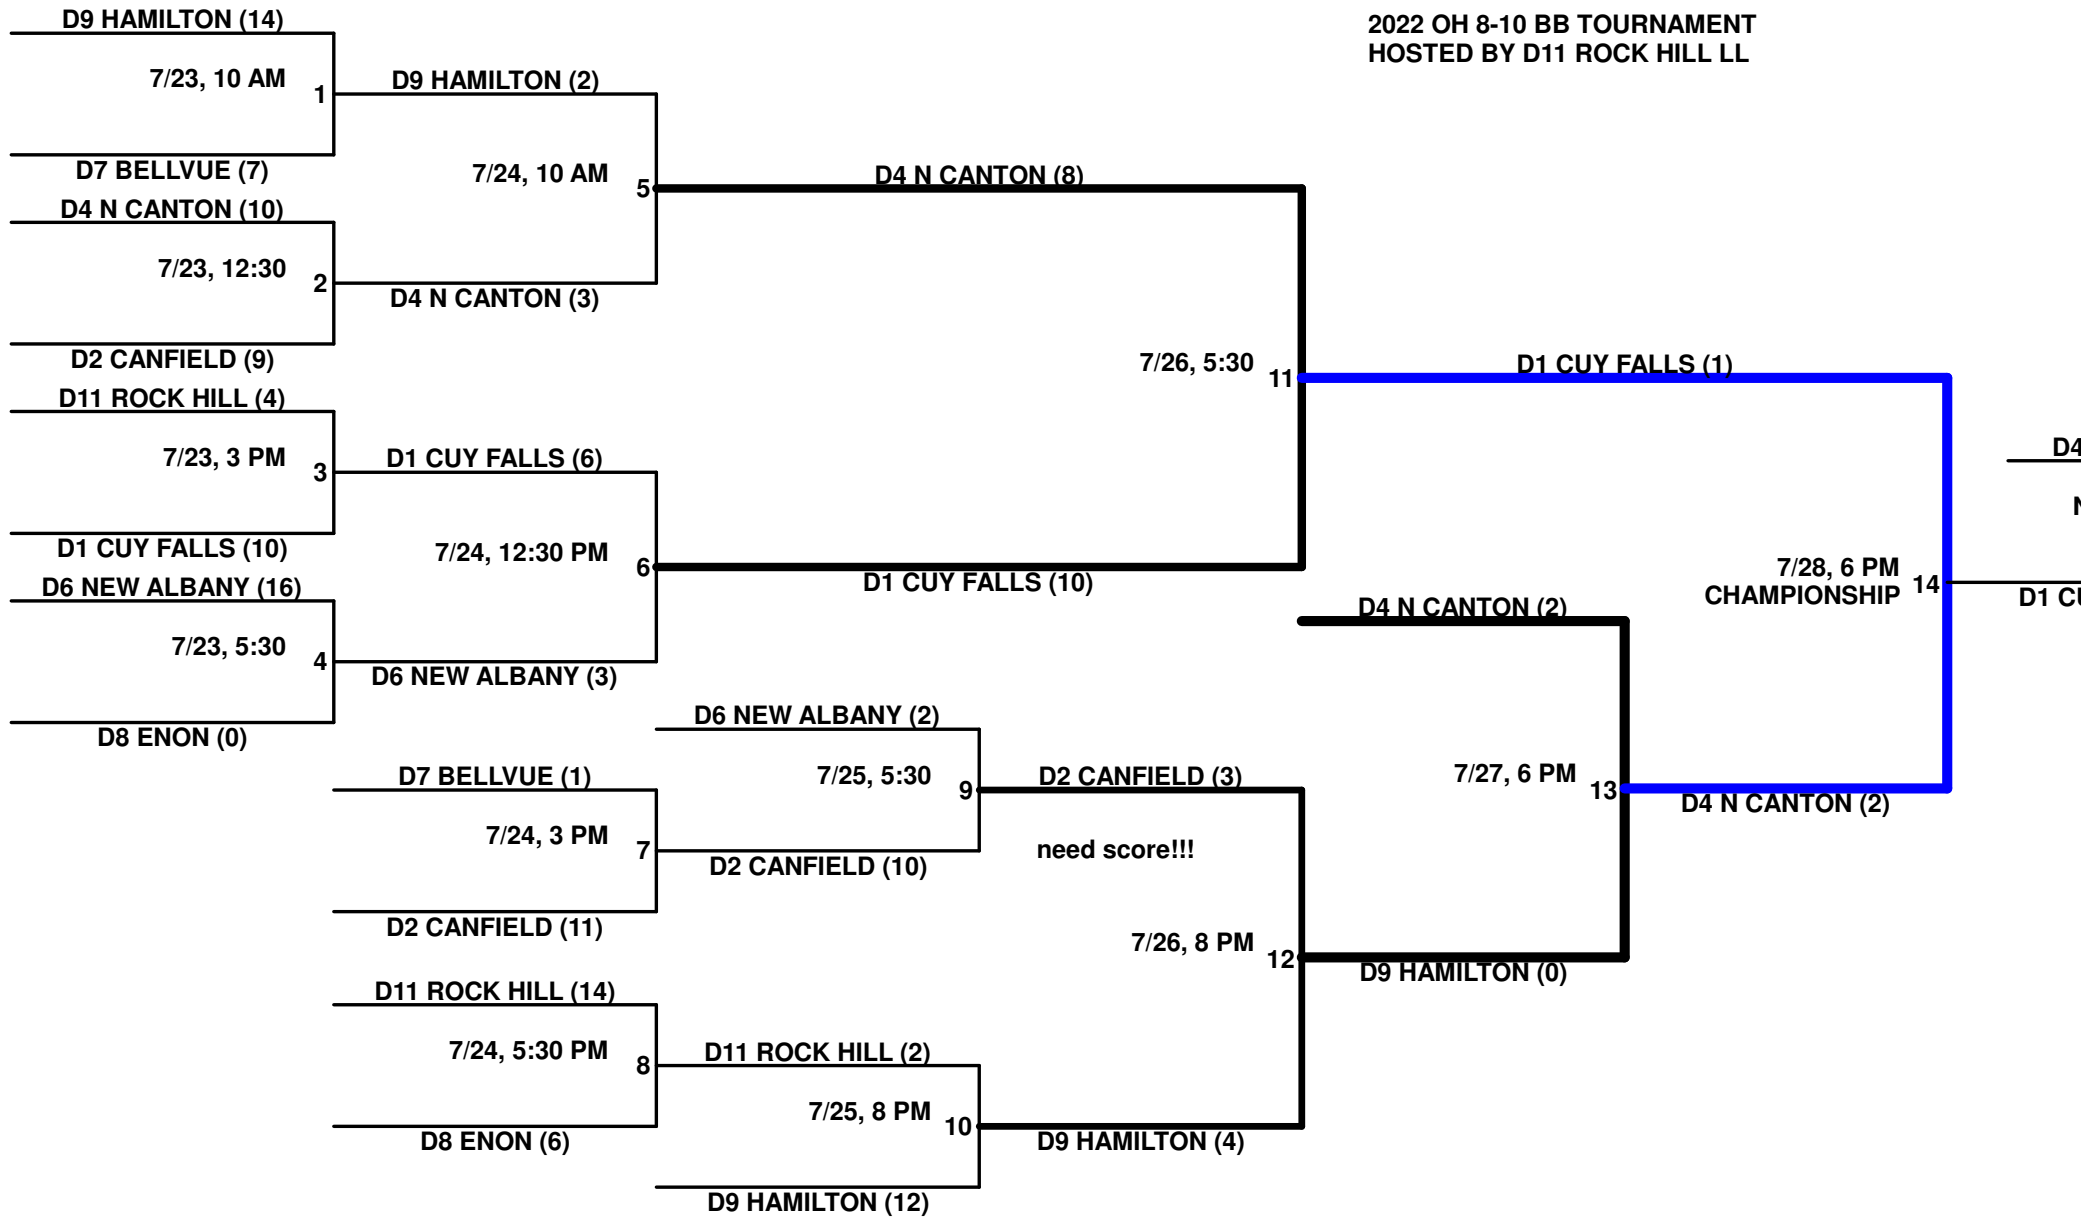 D9 HAMILTON (14)
2022 OH 8-10 BB TOURNAMENT
HOSTED BY D11 ROCK HILL LL
7/23, 10 AM
1
D9 HAMILTON (2)
D7 BELLVUE (7)
7/24, 10 AM
5
D4 N CANTON (8)
D4 N CANTON (10)
7/23, 12:30
2
D4 N CANTON (3)
D2 CANFIELD (9)
7/26, 5:30
11
D1 CUY FALLS (1)
D11 ROCK HILL (4)
7/23, 3 PM
3
D1 CUY FALLS (6)
D4
N
D1 CUY FALLS (10)
7/24, 12:30 PM
6
D1 CUY FALLS (10)
7/28, 6 PM
CHAMPIONSHIP
14
D1 CU
D6 NEW ALBANY (16)
D4 N CANTON (2)
7/23, 5:30
4
D6 NEW ALBANY (3)
D8 ENON (0)
D6 NEW ALBANY (2)
D7 BELLVUE (1)
7/25, 5:30
9
D2 CANFIELD (3)
7/27, 6 PM
13
D4 N CANTON (2)
7/24, 3 PM
7
D2 CANFIELD (10)
need score!!!
D2 CANFIELD (11)
7/26, 8 PM
12
D9 HAMILTON (0)
D11 ROCK HILL (14)
7/24, 5:30 PM
8
D11 ROCK HILL (2)
7/25, 8 PM
10
D9 HAMILTON (4)
D8 ENON (6)
D9 HAMILTON (12)